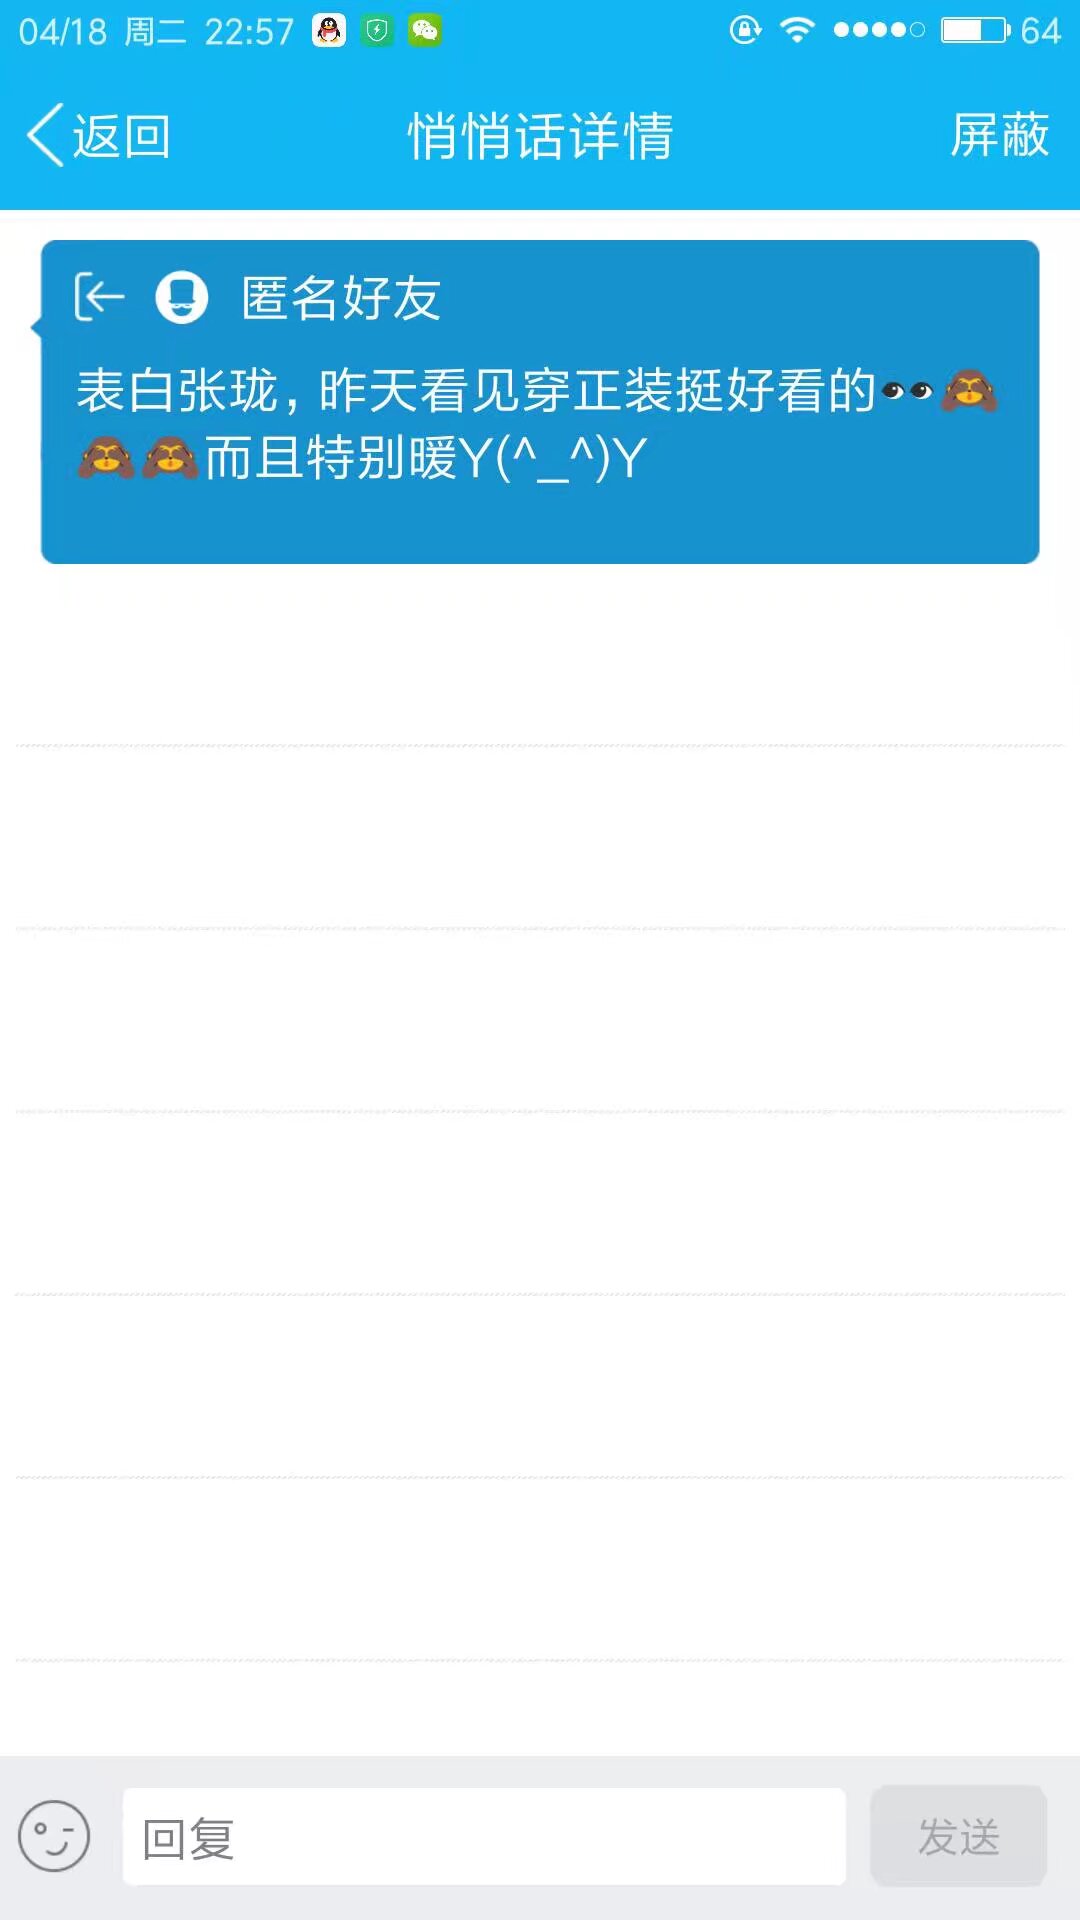 04/18 周二 22:57 64
返回 悄悄话详情 屏蔽
匿名好友
表白张珑，昨天看见穿正装挺好看的👀🙈
🙈🙈而且特别暖Y(^_^)Y
回复 发送